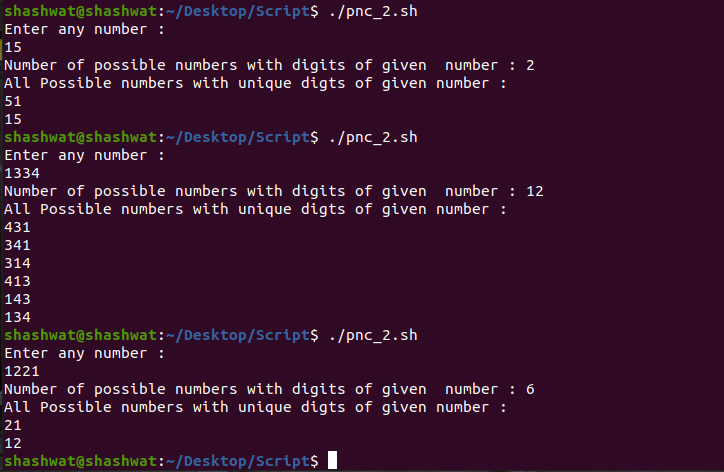 shashwat@shashwat:~/Desktop/Script$ ./pnc_2.sh
Enter any number :
15
Number of possible numbers with digits of given  number : 2
All Possible numbers with unique digts of given number :
51
15
shashwat@shashwat:~/Desktop/Script$ ./pnc_2.sh
Enter any number :
1334
Number of possible numbers with digits of given  number : 12
All Possible numbers with unique digts of given number :
431
341
314
413
143
134
shashwat@shashwat:~/Desktop/Script$ ./pnc_2.sh
Enter any number :
1221
Number of possible numbers with digits of given  number : 6
All Possible numbers with unique digts of given number :
21
12
shashwat@shashwat:~/Desktop/Script$